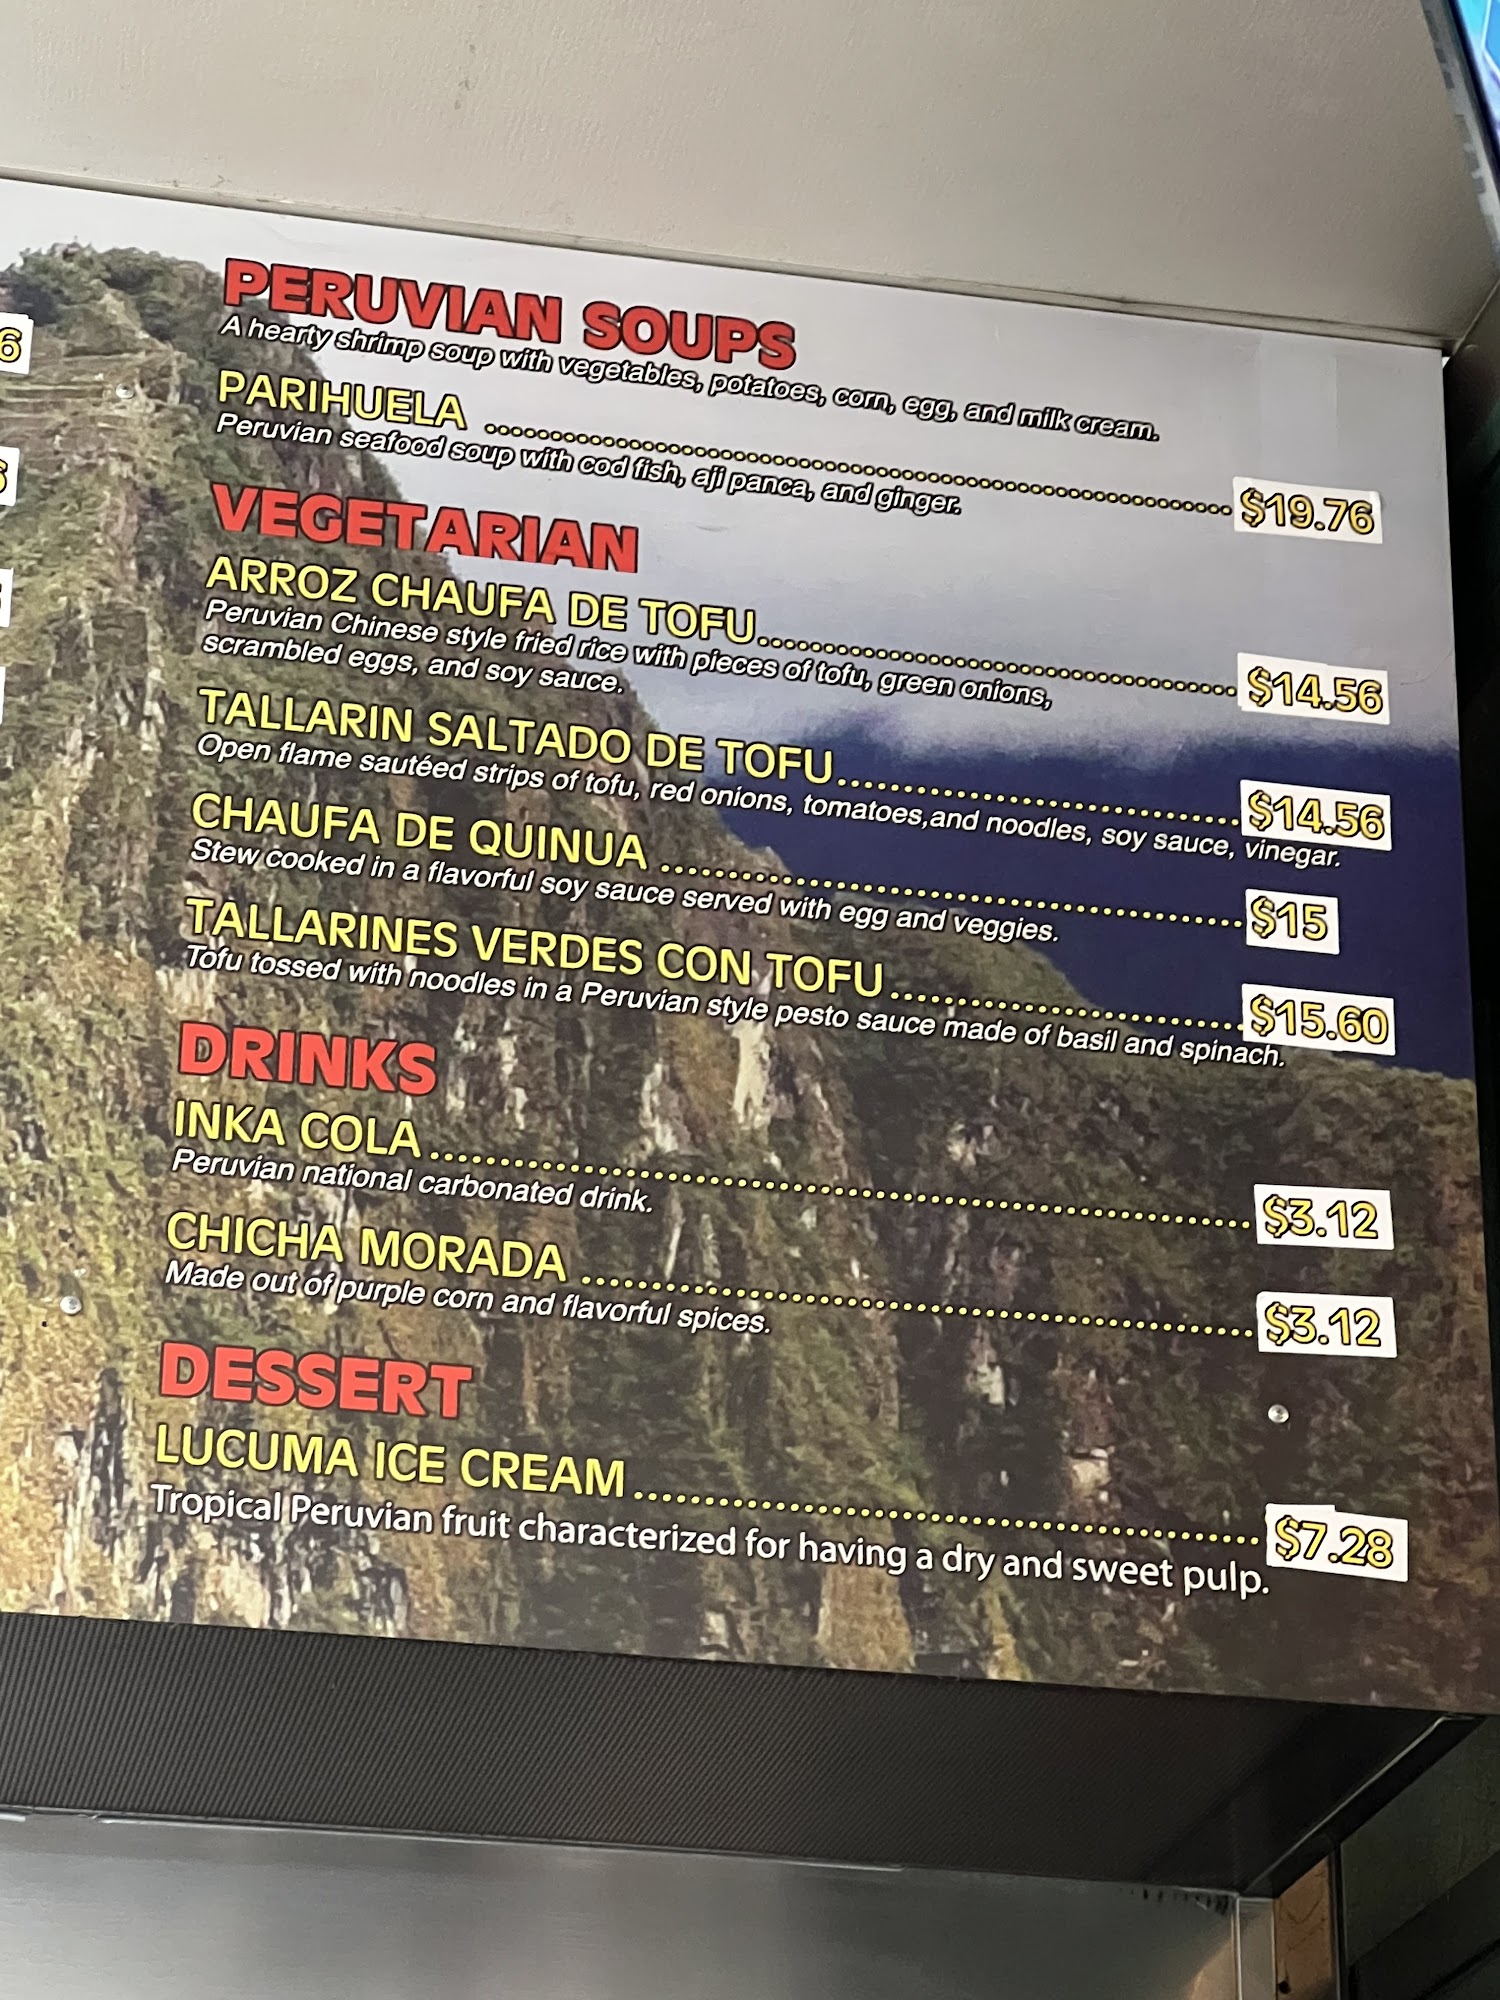 PERUVIAN SOUPS
A hearty shrimp soup with vegetables, potatoes, corn, egg, and milk cream.
PARIHUELA ........................................ $19.76
Peruvian seafood soup with cod fish, aji panca, and ginger.
VEGETARIAN
ARROZ CHAUFA DE TOFU........................................ $14.56
Peruvian Chinese style fried rice with pieces of tofu, green onions,
scrambled eggs, and soy sauce.
TALLARIN SALTADO DE TOFU.............................. $14.56
Open flame sautéed strips of tofu, red onions, tomatoes,and noodles, soy sauce, vinegar.
CHAUFA DE QUINUA ........................................ $15
Stew cooked in a flavorful soy sauce served with egg and veggies.
TALLARINES VERDES CON TOFU......................... $15.60
Tofu tossed with noodles in a Peruvian style pesto sauce made of basil and spinach.
DRINKS
INKA COLA........................................ $3.12
Peruvian national carbonated drink.
CHICHA MORADA ........................................ $3.12
Made out of purple corn and flavorful spices.
DESSERT
LUCUMA ICE CREAM........................................ $7.28
Tropical Peruvian fruit characterized for having a dry and sweet pulp.